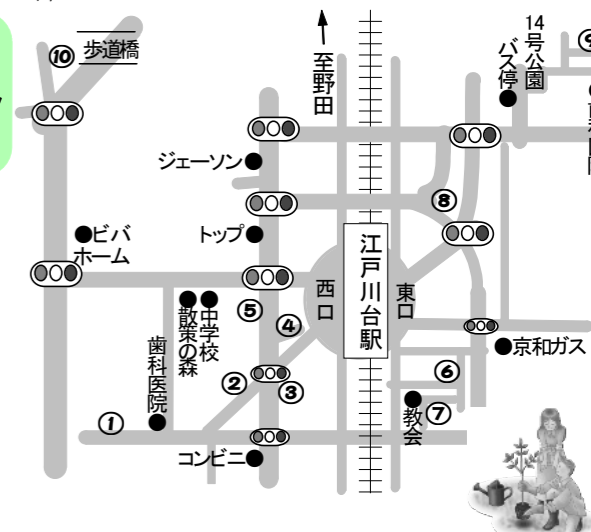 ⑩
歩道橋
至野田
14号公園
バス停
⑨
ジェーソン
⑧
ビバ
ホーム
トップ
江戸川台駅
西口
東口
⑤
④
中学校
散策の森
歯科医院
②
③
京和ガス
⑥
①
教会
⑦
コンビニ